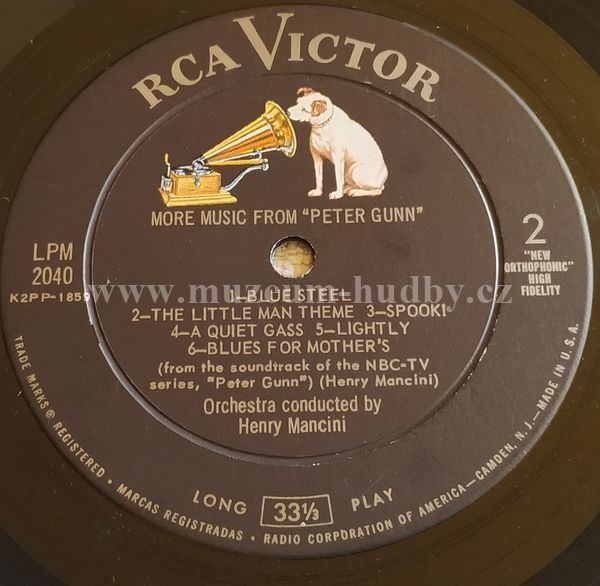 RCA VICTOR
MORE MUSIC FROM "PETER GUNN"
LPM
2040
K2PP-1859
2
"NEW
ORTHOPHONIC"
HIGH
FIDELITY
www.muzeum-hudby.cz
1—BLUE STEEL
2—THE LITTLE MAN THEME 3—SPOOK!
4—A QUIET GASS 5—LIGHTLY
6—BLUES FOR MOTHER'S
(from the soundtrack of the NBC-TV
series, "Peter Gunn") (Henry Mancini)
Orchestra conducted by
Henry Mancini
LONG 33⅓ PLAY
TRADE MARKS ® REGISTERED • MARCAS REGISTRADAS • RADIO CORPORATION OF AMERICA—CAMDEN, N. J.—MADE IN U.S.A.